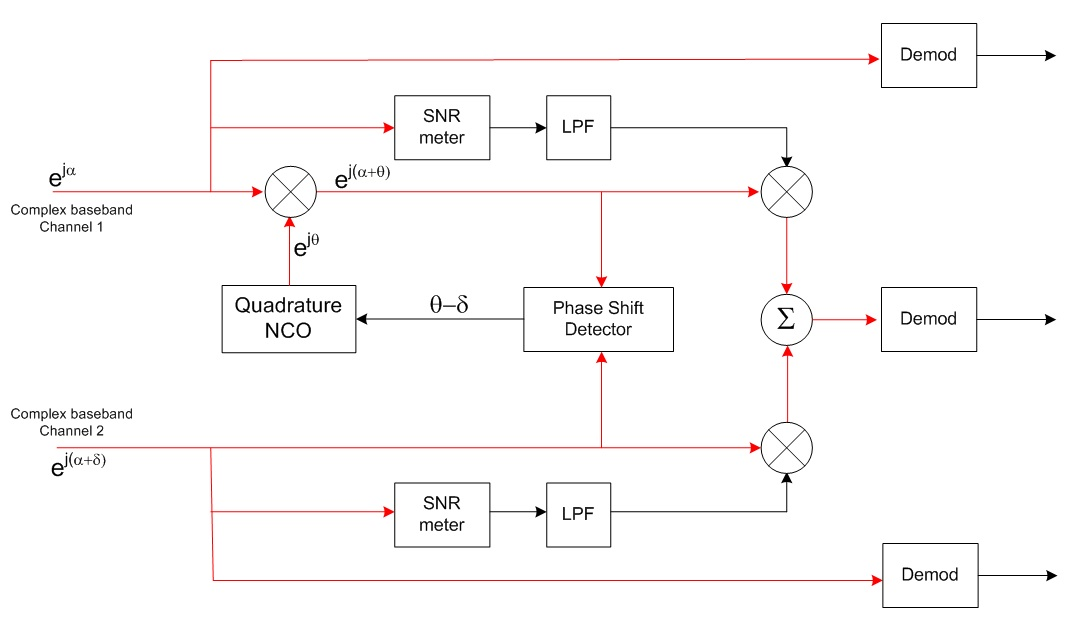 Demod
SNR
meter
LPF
e^jα
e^j(α+θ)
Complex baseband
Channel 1
e^jθ
Quadrature
NCO
θ–δ
Phase Shift
Detector
Σ
Demod
Complex baseband
Channel 2
e^j(α+δ)
SNR
meter
LPF
Demod